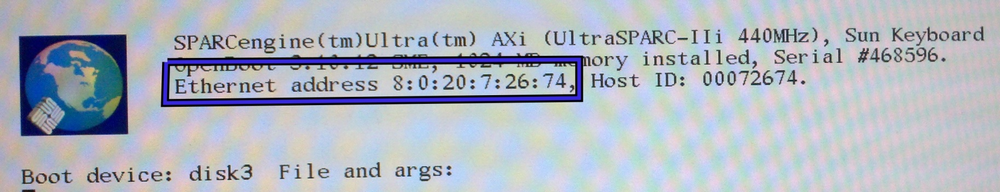 SPARCengine(tm)Ultra(tm) AXi (UltraSPARC-IIi 440MHz), Sun Keyboard
OpenBoot 3.10.12 SME, 1024 MB memory installed, Serial #468596.
Ethernet address 8:0:20:7:26:74, Host ID: 00072674.
Boot device: disk3 File and args: